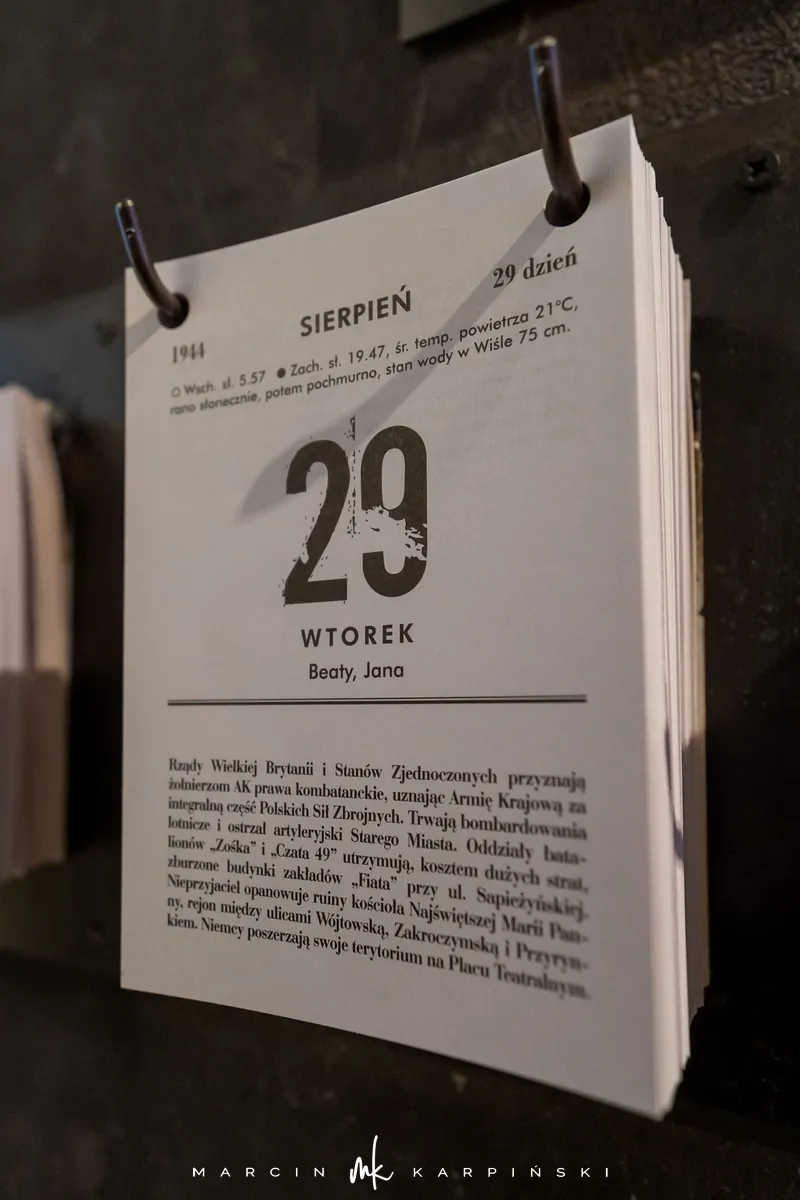 29 dzień
SIERPIEŃ
1944
Wsch. sł. 5.57 ● Zach. sł. 19.47, śr. temp. powietrza 21°C,
rano słonecznie, potem pochmurno, stan wody w Wiśle 75 cm.
29
WTOREK
Beaty, Jana
Rządy Wielkiej Brytanii i Stanów Zjednoczonych przyznają
żołnierzom AK prawa kombatanckie, uznając Armię Krajową za
integralną część Polskich Sił Zbrojnych. Trwają bombardowania
lotnicze i ostrzał artyleryjski Starego Miasta. Oddziały bata-
lionów „Zośka” i „Czata 49” utrzymują, kosztem dużych strat,
zburzone budynki zakładów „Fiata” przy ul. Sapieżyńskiej.
Nieprzyjaciel opanowuje ruiny kościoła Najświętszej Marii Pan-
ny, rejon między ulicami Wójtowską, Zakroczymską i Przyryn-
kiem. Niemcy poszerzają swoje terytorium na Placu Teatralnym.
MARCIN mk KARPIŃSKI